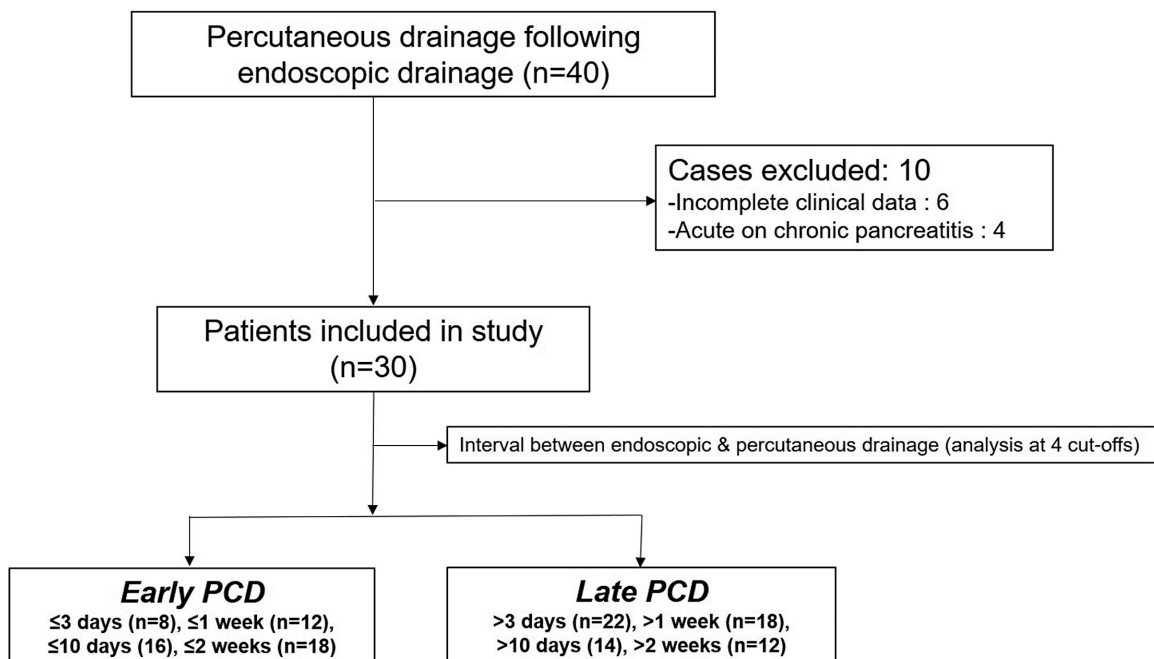 Percutaneous drainage following
endoscopic drainage (n=40)
Cases excluded: 10
-Incomplete clinical data : 6
-Acute on chronic pancreatitis : 4
Patients included in study
(n=30)
Interval between endoscopic & percutaneous drainage (analysis at 4 cut-offs)
Early PCD
≤3 days (n=8), ≤1 week (n=12),
≤10 days (16), ≤2 weeks (n=18)
Late PCD
>3 days (n=22), >1 week (n=18),
>10 days (14), >2 weeks (n=12)